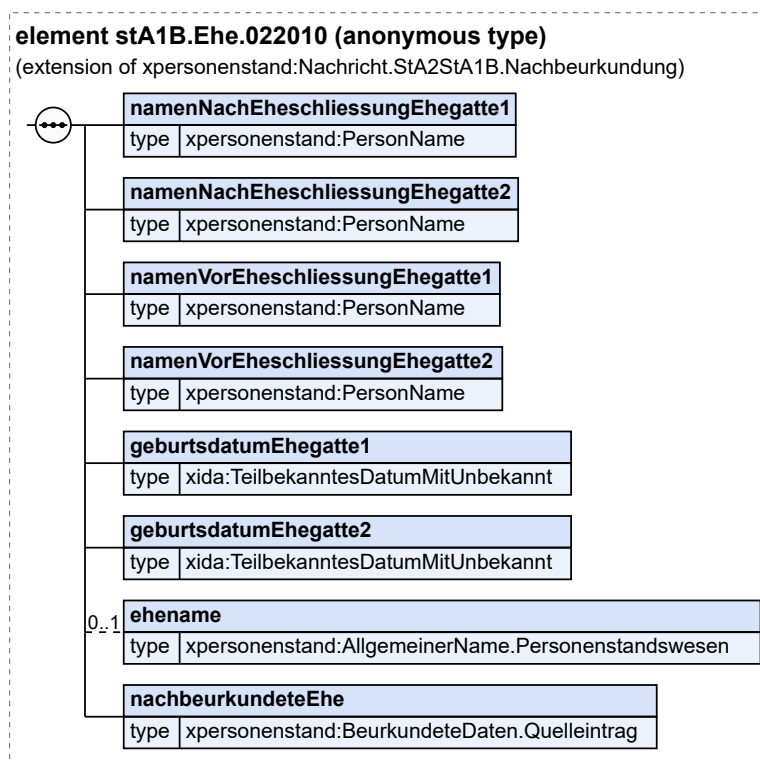 element stA1B.Ehe.022010 (anonymous type)
(extension of xpersonenstand:Nachricht.StA2StA1B.Nachbeurkundung)
namenNachEheschliessungEhegatte1
type xpersonenstand:PersonName
namenNachEheschliessungEhegatte2
type xpersonenstand:PersonName
namenVorEheschliessungEhegatte1
type xpersonenstand:PersonName
namenVorEheschliessungEhegatte2
type xpersonenstand:PersonName
geburtsdatumEhegatte1
type xida:TeilbekanntesDatumMitUnbekannt
geburtsdatumEhegatte2
type xida:TeilbekanntesDatumMitUnbekannt
0..1 ehename
type xpersonenstand:AllgemeinerName.Personenstandswesen
nachbeurkundeteEhe
type xpersonenstand:BeurkundeteDaten.Quelleintrag